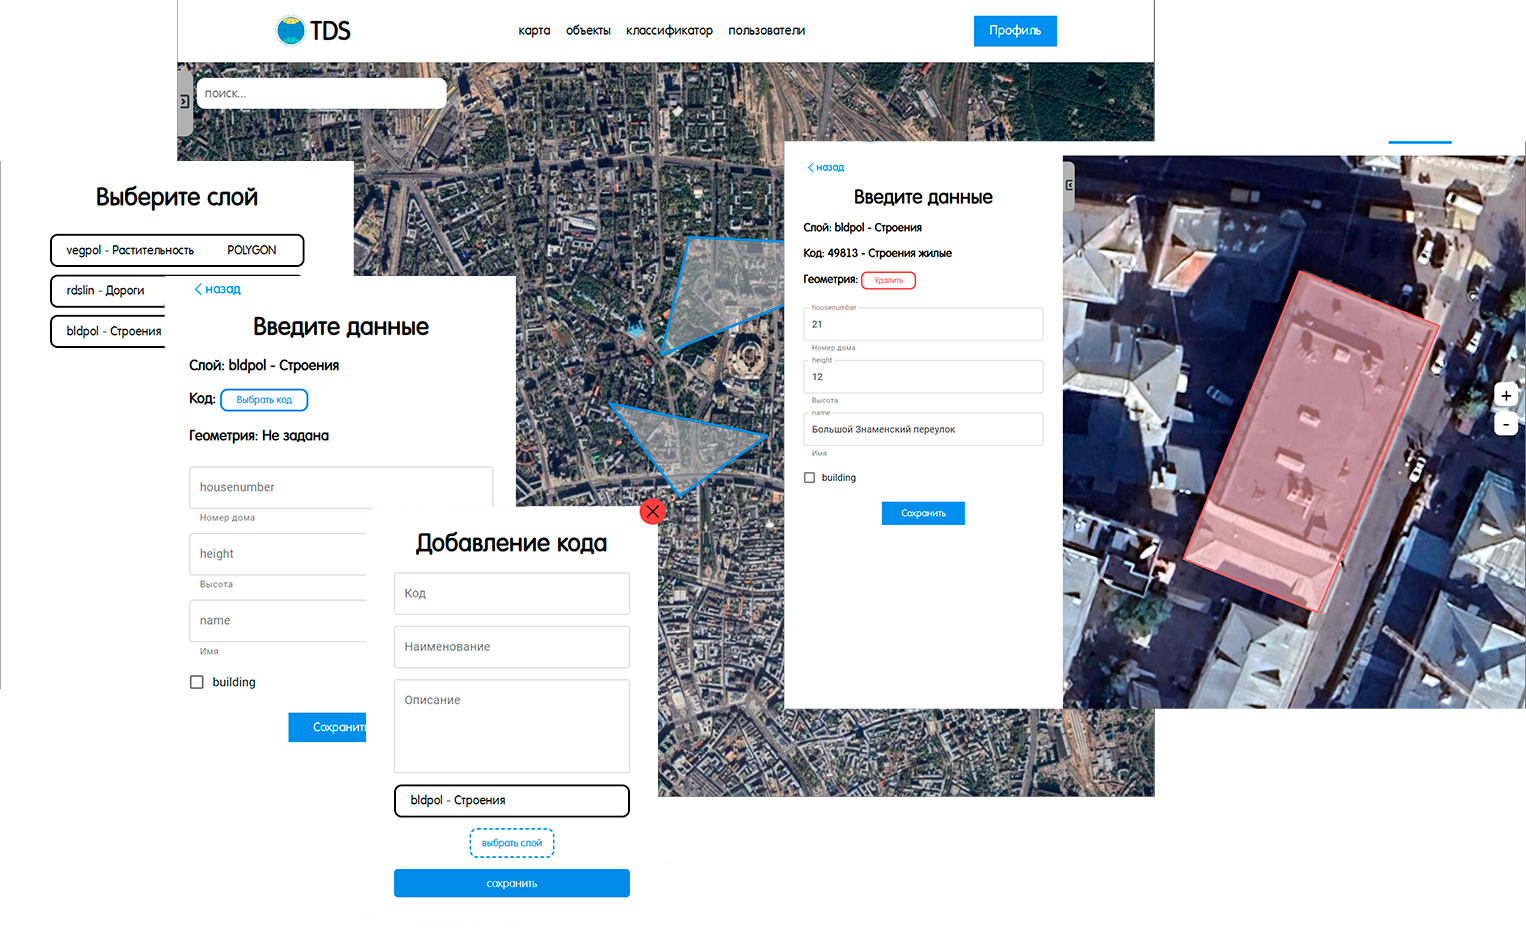 TDS
карта объекты классификатор пользователи
Профиль
поиск...
Выберите слой
vegpol - Растительность POLYGON
rdslin - Дороги
bldpol - Строения
назад
Введите данные
Слой: bldpol - Строения
Код: Выбрать код
Геометрия: Не задана
housenumber
Номер дома
height
Высота
name
Имя
building
Сохранить
Добавление кода
Код
Наименование
Описание
bldpol - Строения
выбрать слой
сохранить
назад
Введите данные
Слой: bldpol - Строения
Код: 49813 - Строения жилые
Геометрия: Удалить
housenumber
21
Номер дома
height
12
Высота
name
Большой Знаменский переулок
Имя
building
Сохранить
+
-